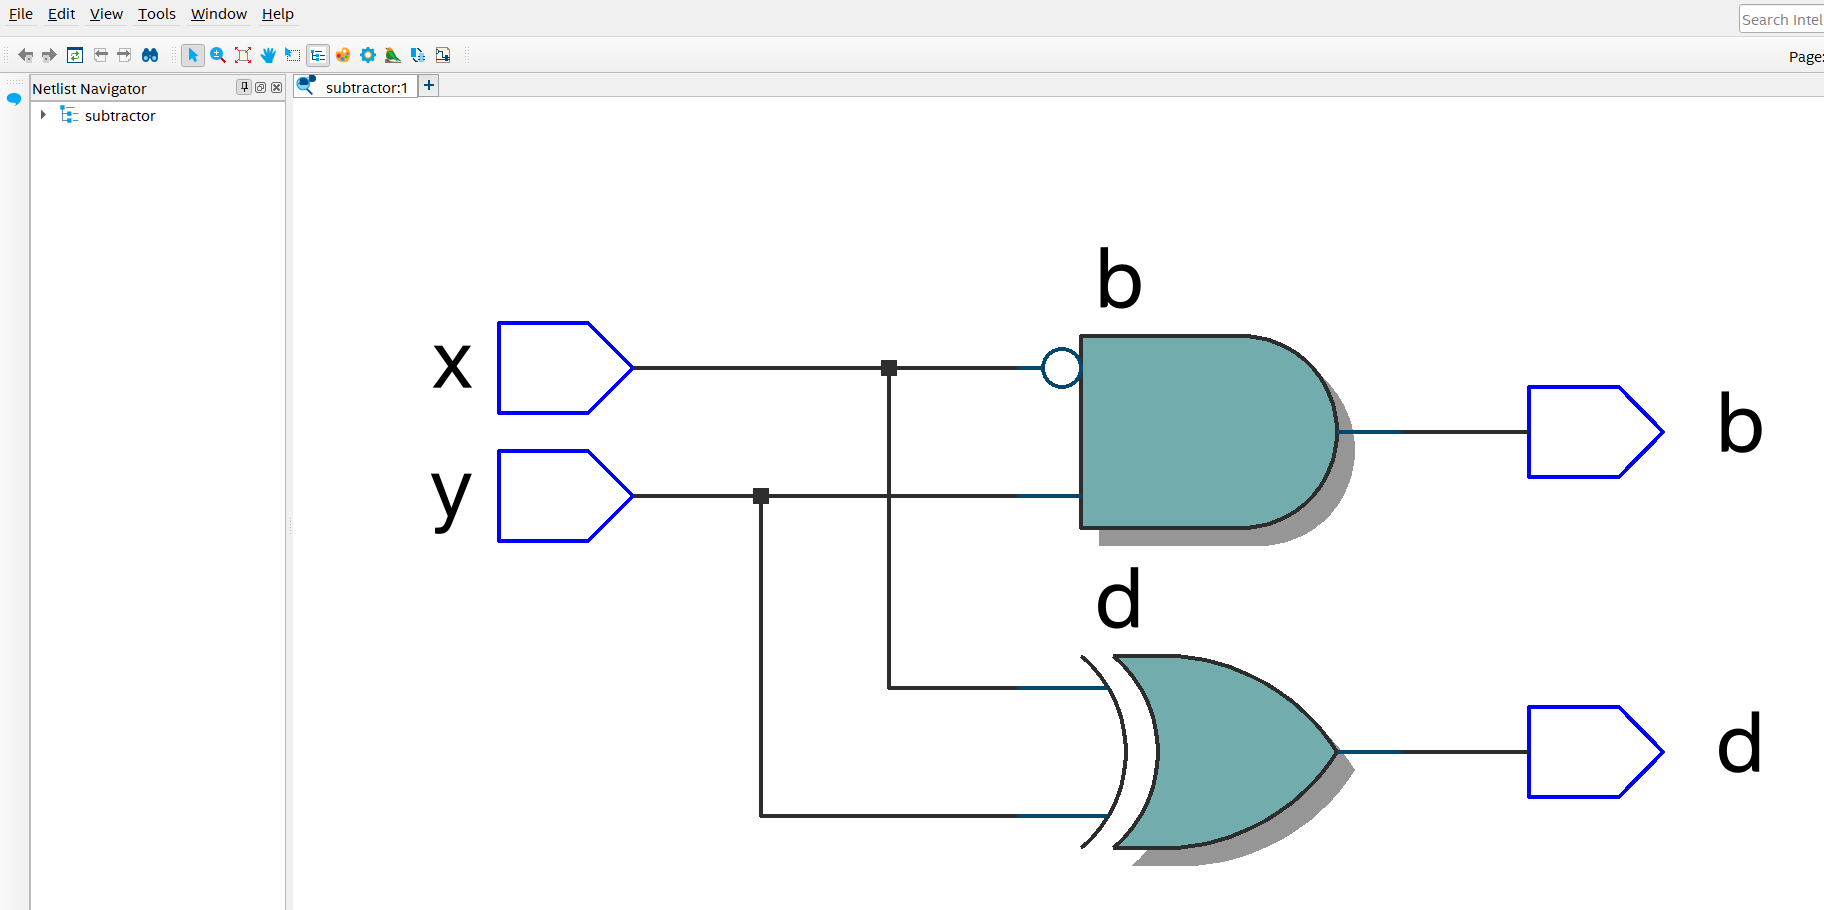 File Edit View Tools Window Help
Search Intel
Page:
Netlist Navigator
subtractor:1
subtractor
b
x
b
y
d
d